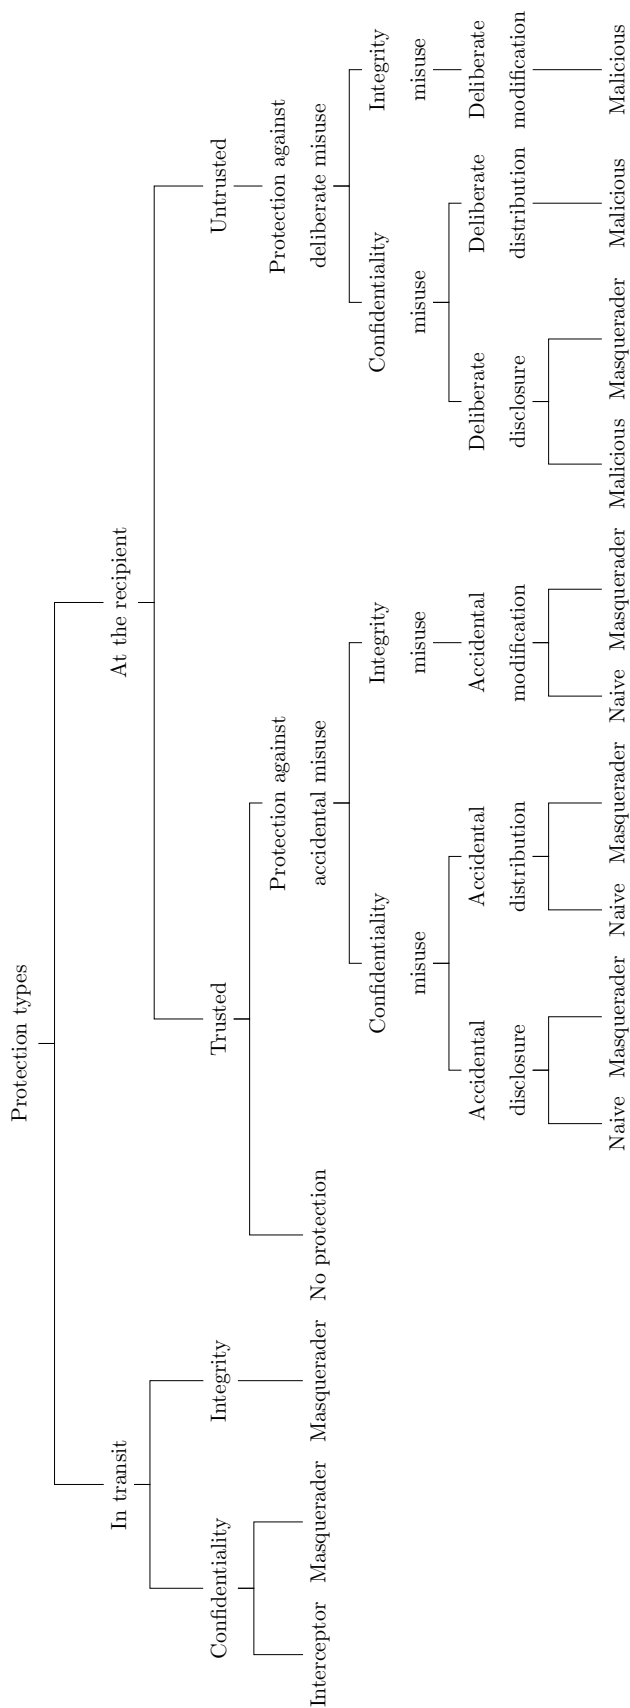 Protection types
In transit
At the recipient
Confidentiality
Integrity
Trusted
Untrusted
Interceptor
Masquerader
Masquerader
No protection
Protection against
accidental misuse
Protection against
deliberate misuse
Confidentiality
misuse
Integrity
misuse
Confidentiality
misuse
Integrity
misuse
Accidental
disclosure
Accidental
distribution
Accidental
modification
Deliberate
disclosure
Deliberate
distribution
Deliberate
modification
Naive
Masquerader
Naive
Masquerader
Naive
Masquerader
Malicious
Masquerader
Malicious
Malicious